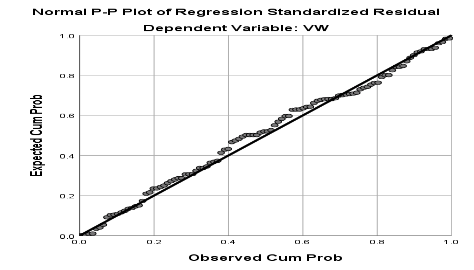 Normal P-P Plot of Regression Standardized Residual
Dependent Variable: VW
Expected Cum Prob
1.0
0.8
0.6
0.4
0.2
0.0
0.0 0.2 0.4 0.6 0.8 1.0
Observed Cum Prob